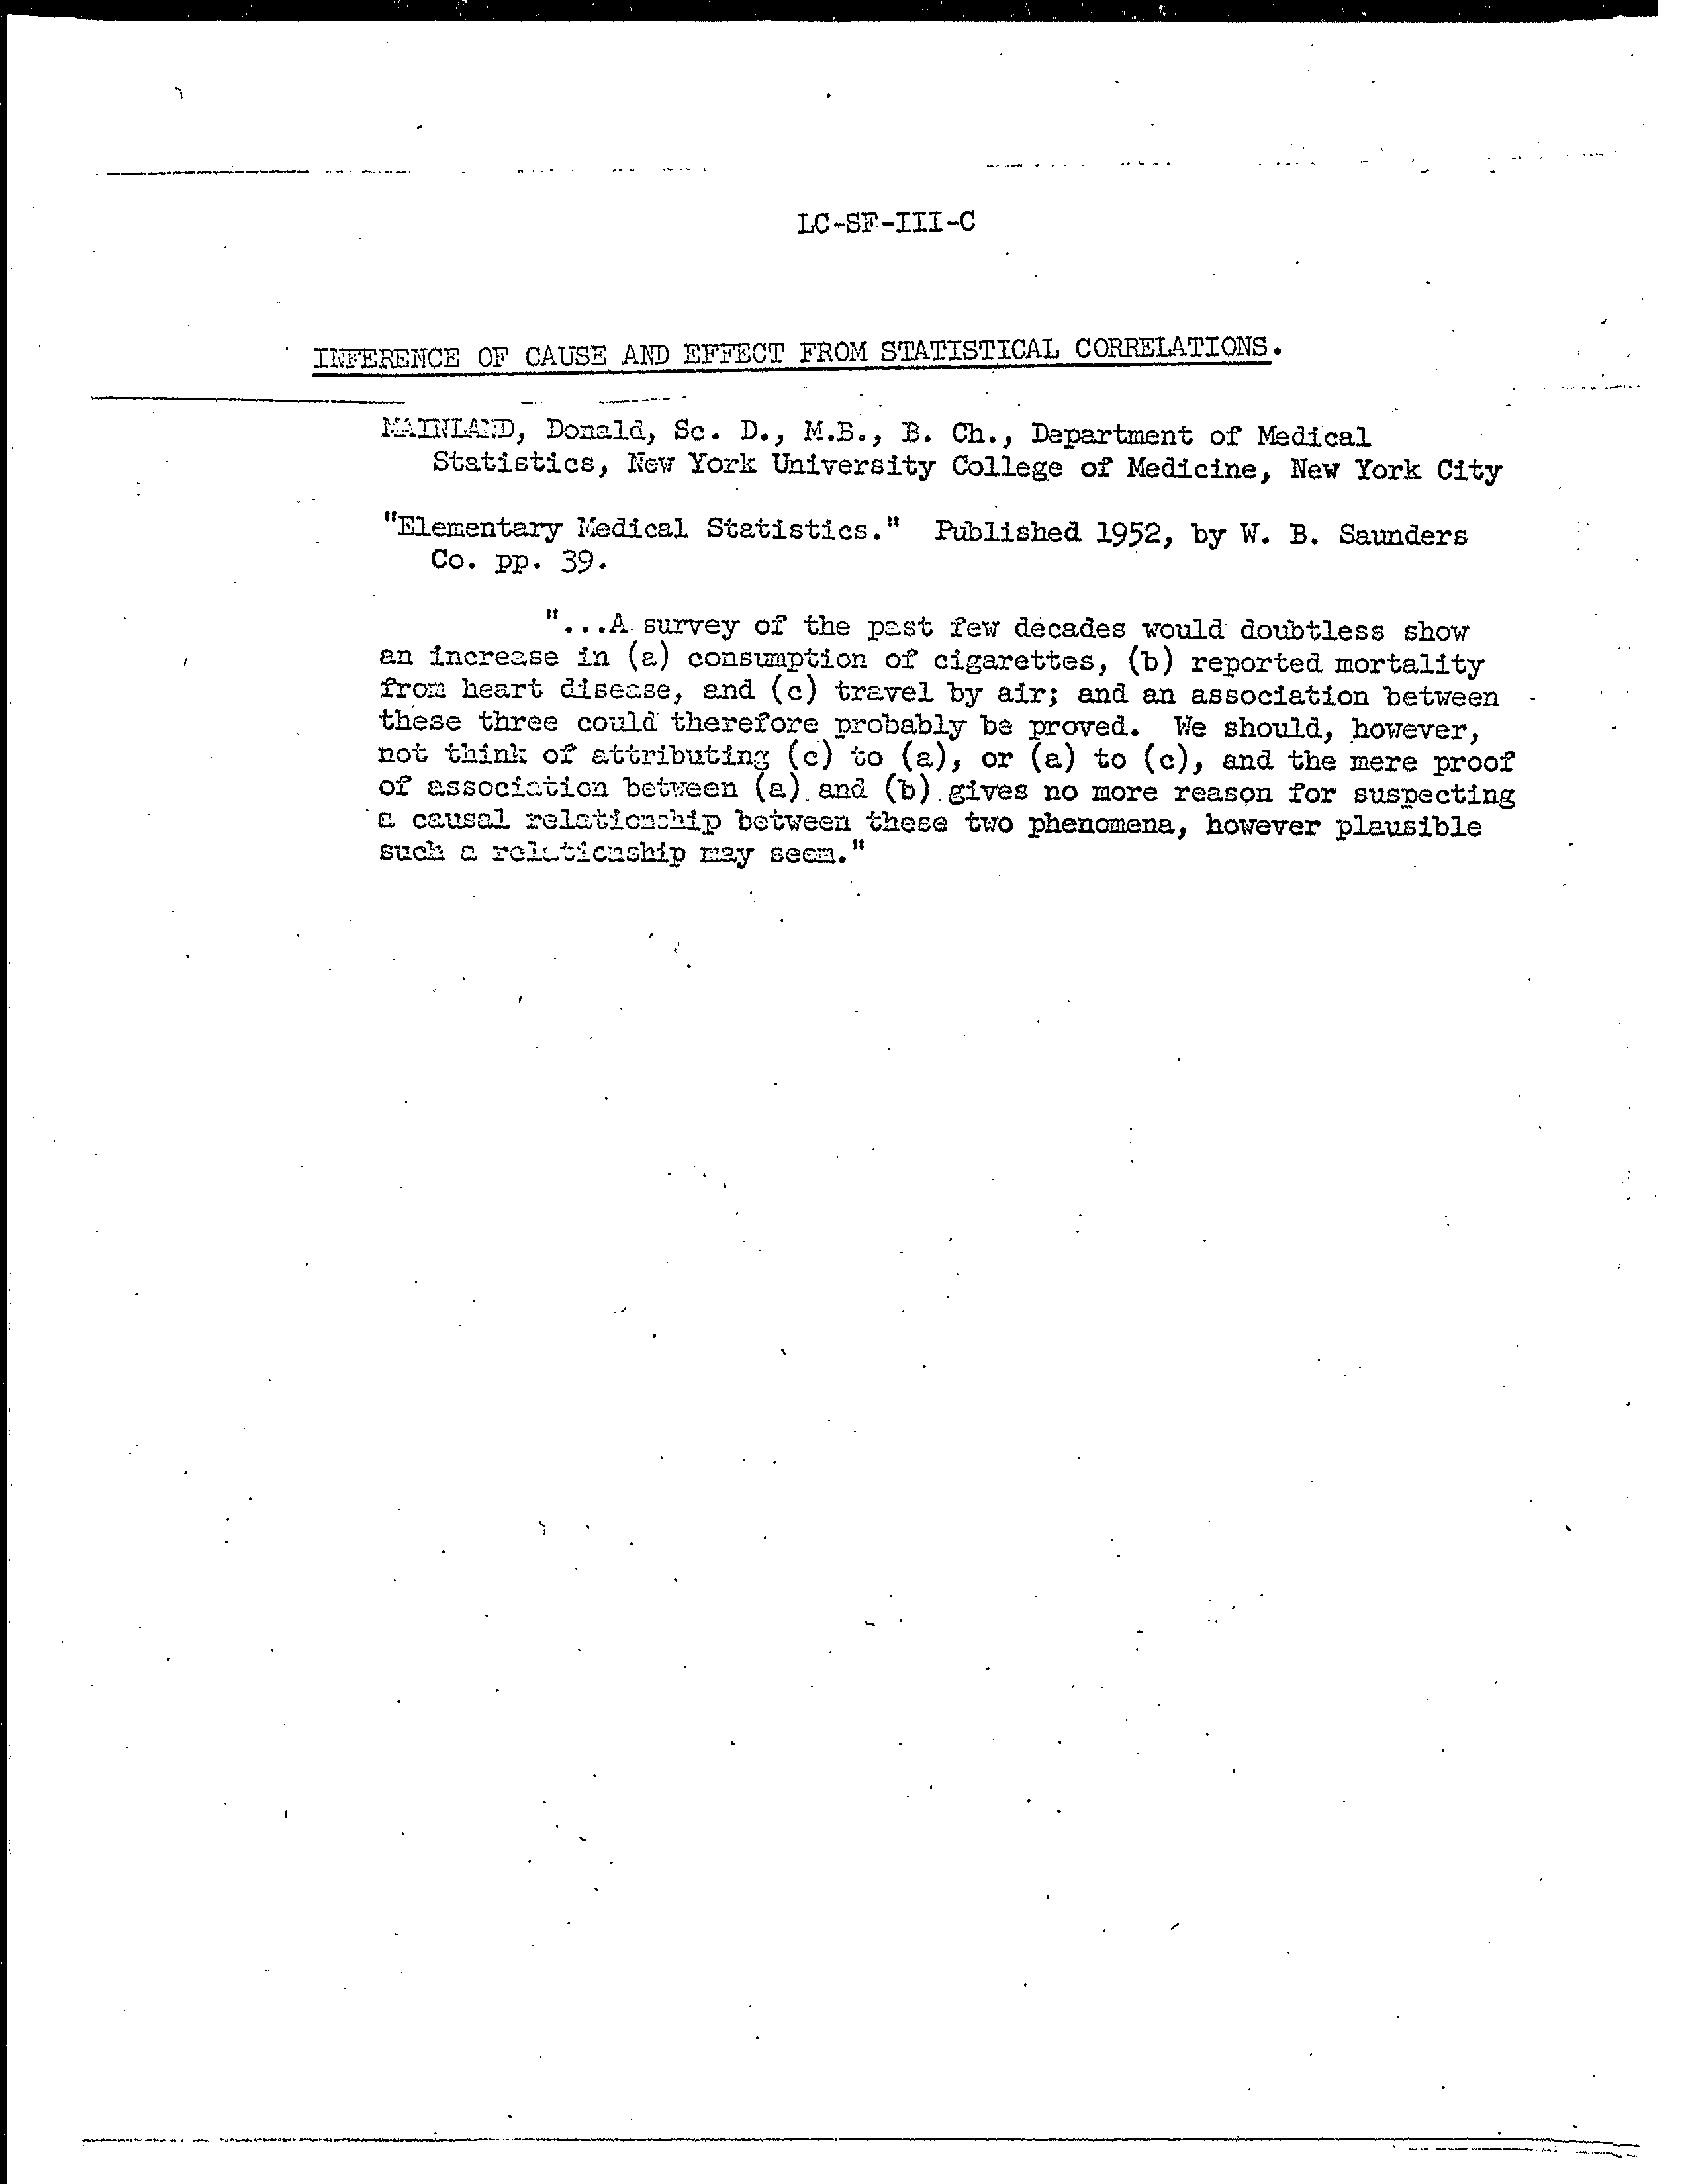 LC-SF-III-C
INFERENCE OF CAUSE AND EFFECT FROM STATISTICAL CORRELATIONS.
MAINLAND, Donald, Sc. D., M.B., B. Ch., Department of Medical
Statistics, New York University College of Medicine, New York City
"Elementary Medical Statistics." Published 1952, by W. B. Saunders
Co. pp. 39.
"...A survey of the past few decades would doubtless show
an increase in (a) consumption of cigarettes, (b) reported mortality
from heart disease, and (c) travel by air; and an association between
these three could therefore probably be proved. We should, however,
not think of attributing (c) to (a), or (a) to (c), and the mere proof
of association between (a) and (b) gives no more reason for suspecting
a causal relationship between these two phenomena, however plausible
such a relationship may seem."